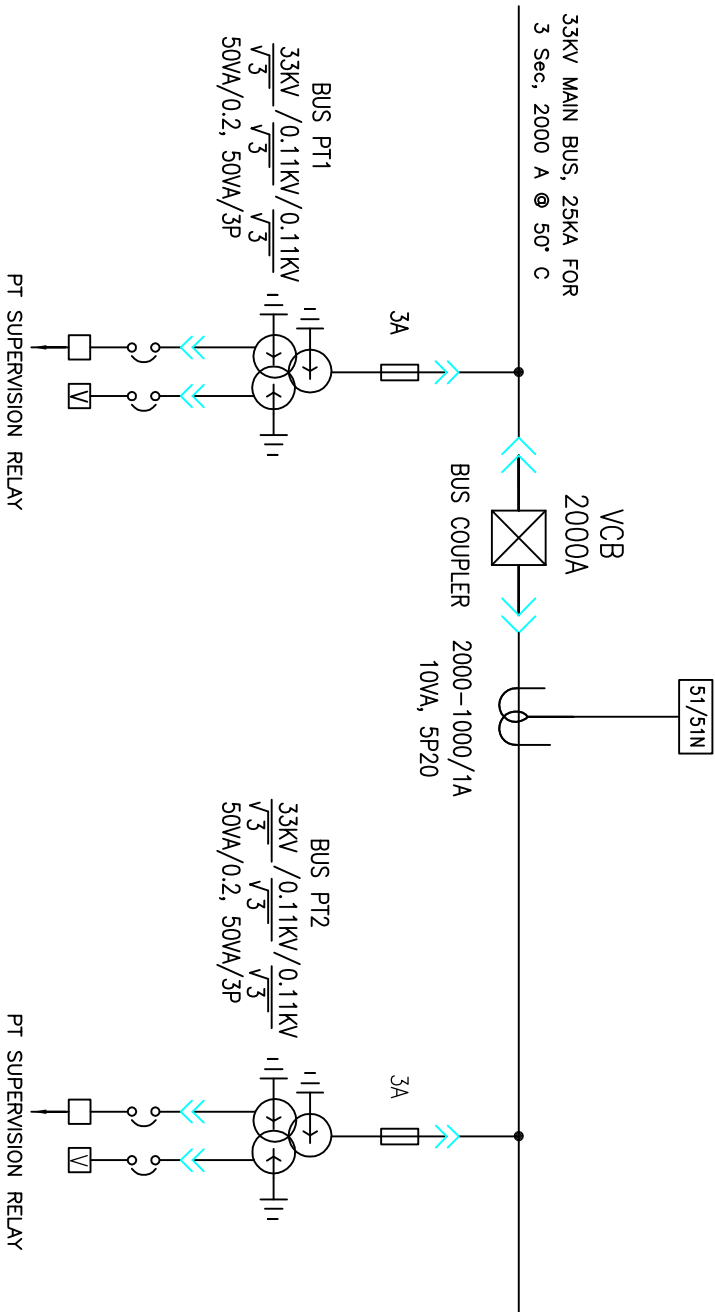 33KV MAIN BUS, 25KA FOR
3 Sec, 2000 A @ 50° C
VCB
2000A
BUS COUPLER
51/51N
2000-1000/1A
10VA, 5P20
BUS PT1
33KV /0.11KV/0.11KV
√3 √3 √3
50VA/0.2, 50VA/3P
3A
V
PT SUPERVISION RELAY
BUS PT2
33KV /0.11KV/0.11KV
√3 √3 √3
50VA/0.2, 50VA/3P
3A
V
PT SUPERVISION RELAY